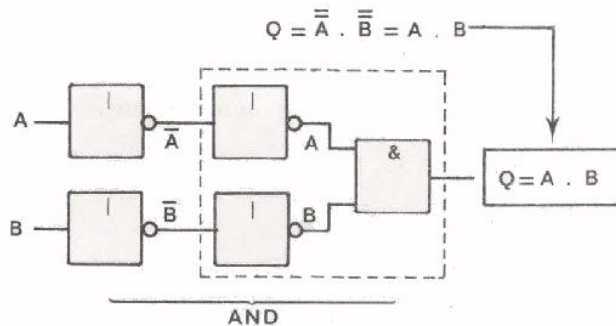 Q = A̿ . B̿ = A . B
A
|
A̅
|
A
&
Q = A . B
B
|
B̅
|
B
AND